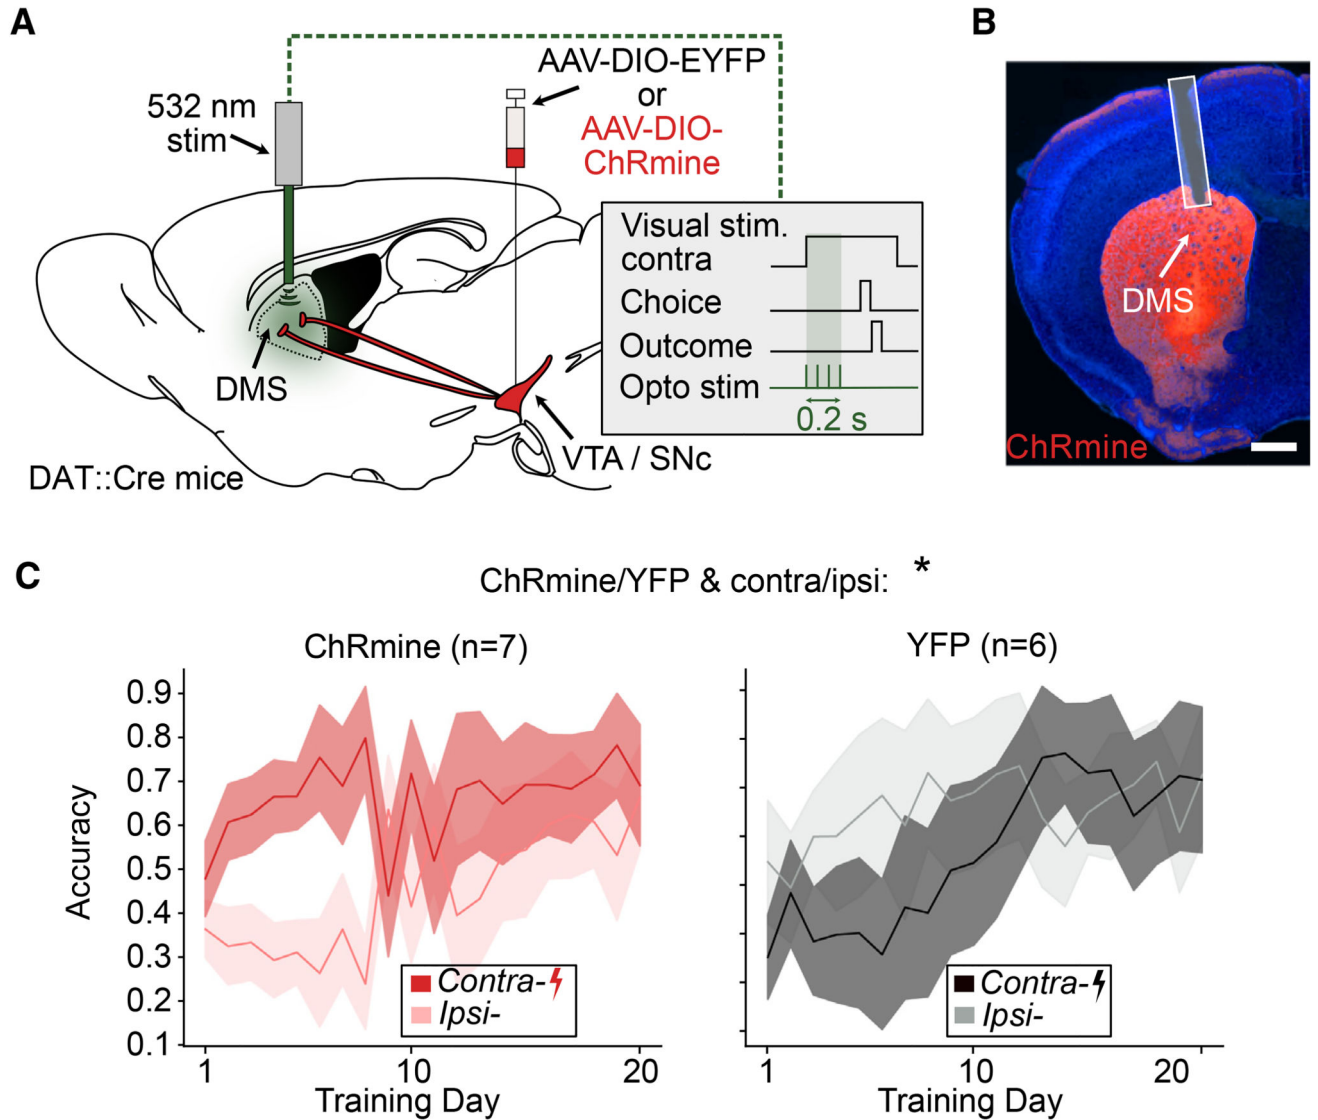 A
532 nm
stim
AAV-DIO-EYFP
or
AAV-DIO-
ChRmine
Visual stim.
contra
Choice
Outcome
Opto stim
0.2 s
DMS
VTA / SNc
DAT::Cre mice
B
DMS
ChRmine
C
ChRmine/YFP & contra/ipsi: *
ChRmine (n=7)
Accuracy
0.9
0.8
0.7
0.6
0.5
0.4
0.3
0.2
0.1
Contra-
Ipsi-
1 10 20
Training Day
YFP (n=6)
Contra-
Ipsi-
1 10 20
Training Day